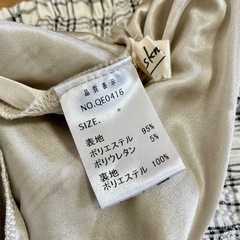 品質表示
NO.QE0416
SIZE.
表地
ポリエステル 95%
ポリウレタン 5%
裏地
ポリエステル 100%